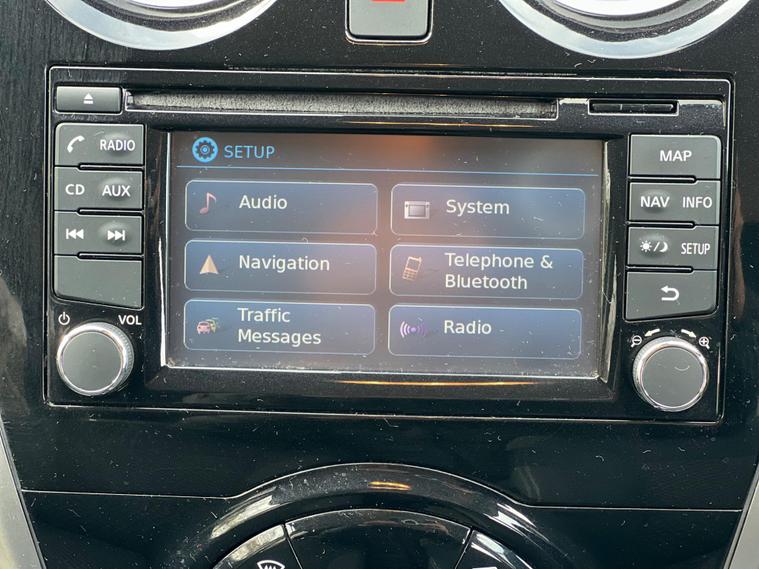 RADIO
CD AUX
VOL
SETUP
Audio
System
Navigation
Telephone &
Bluetooth
Traffic
Messages
Radio
MAP
NAV INFO
SETUP